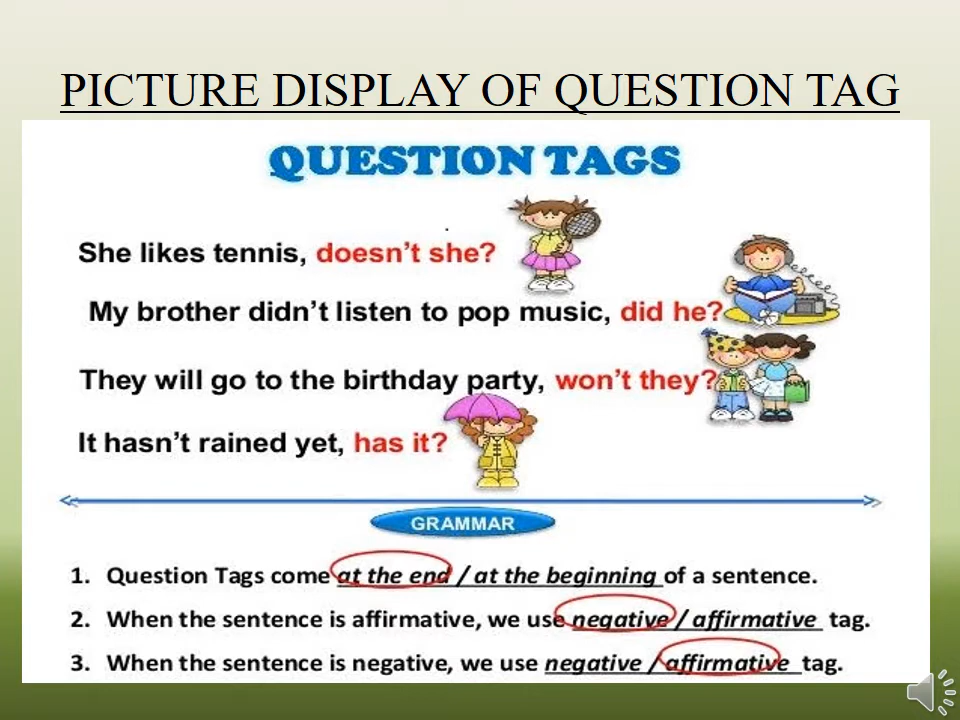 PICTURE DISPLAY OF QUESTION TAG
QUESTION TAGS
She likes tennis, doesn't she?
My brother didn't listen to pop music, did he?
They will go to the birthday party, won't they?
It hasn't rained yet, has it?
GRAMMAR
1. Question Tags come at the end / at the beginning of a sentence.
2. When the sentence is affirmative, we use negative / affirmative tag.
3. When the sentence is negative, we use negative / affirmative tag.